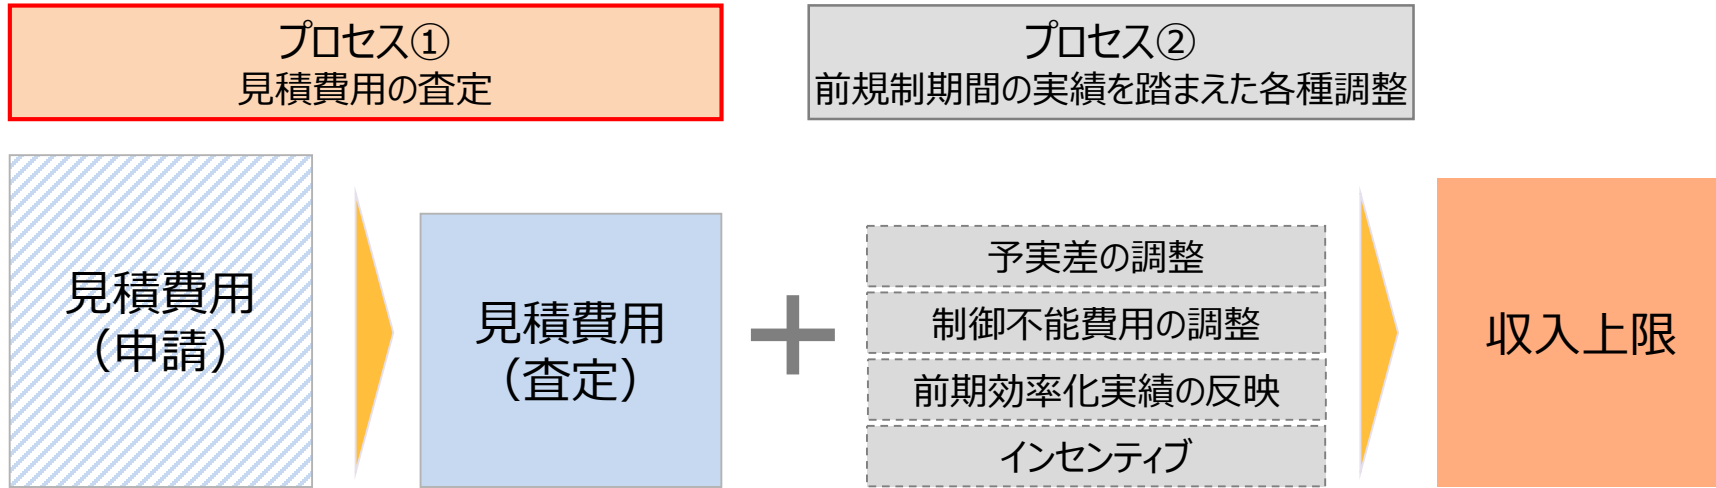 プロセス①
見積費用の査定
プロセス②
前規制期間の実績を踏まえた各種調整
見積費用
（申請）
見積費用
（査定）
＋
予実差の調整
制御不能費用の調整
前期効率化実績の反映
インセンティブ
収入上限